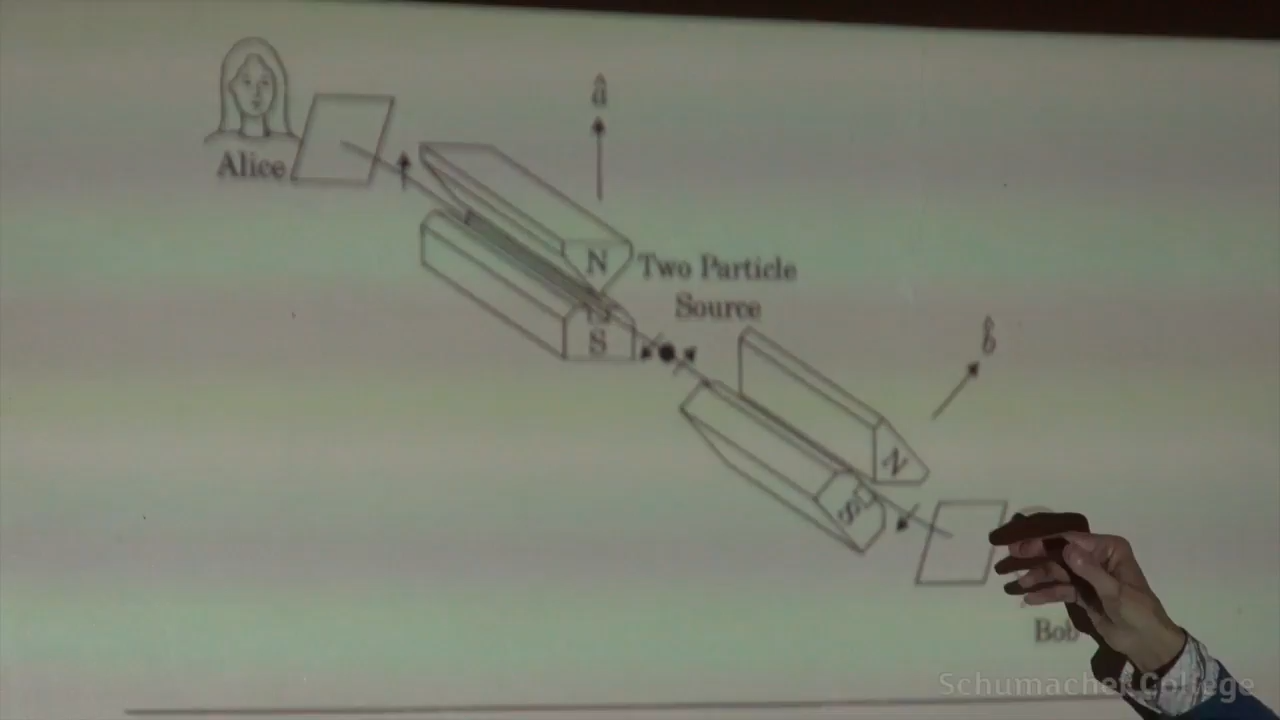 â
Alice
N
Two Particle
Source
S
b̂
N
S
Bob
Schumacher College